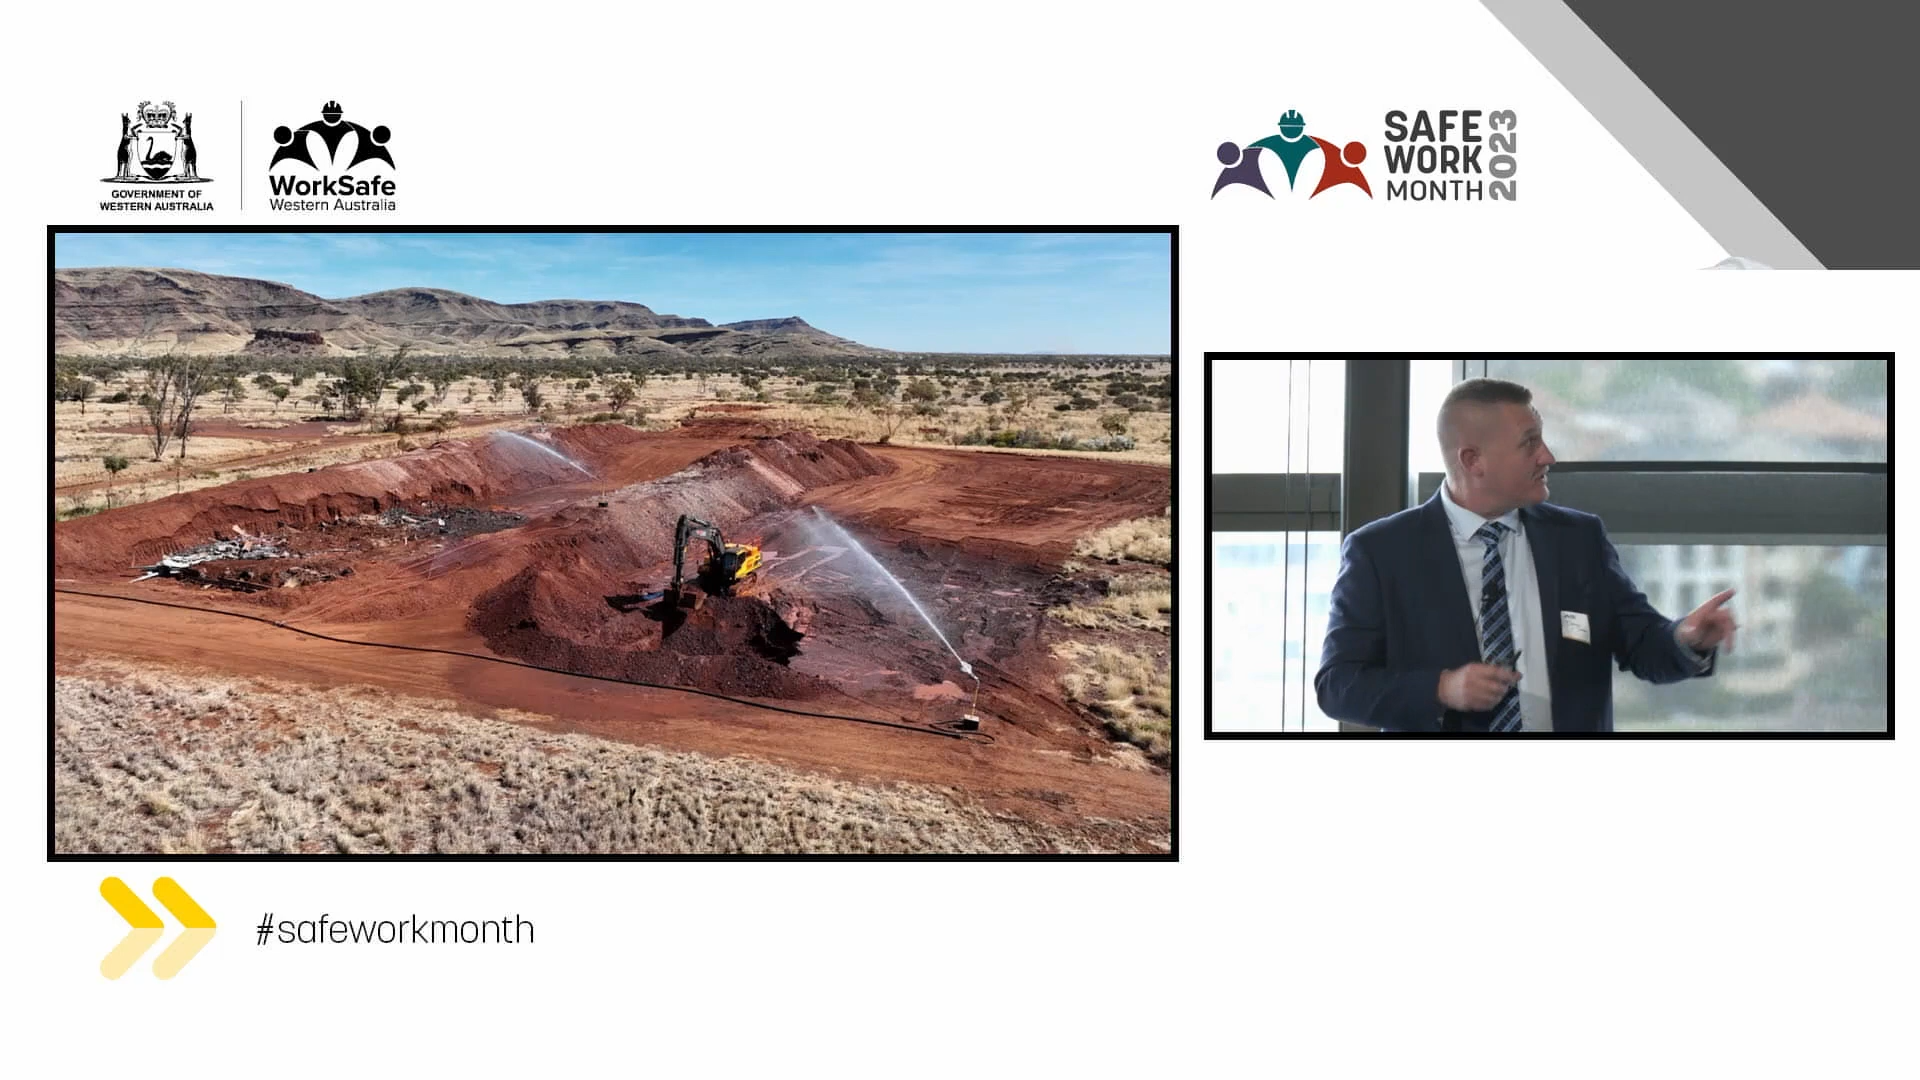 GOVERNMENT OF
WESTERN AUSTRALIA
WorkSafe
Western Australia
SAFE
WORK
MONTH
2023
#safeworkmonth